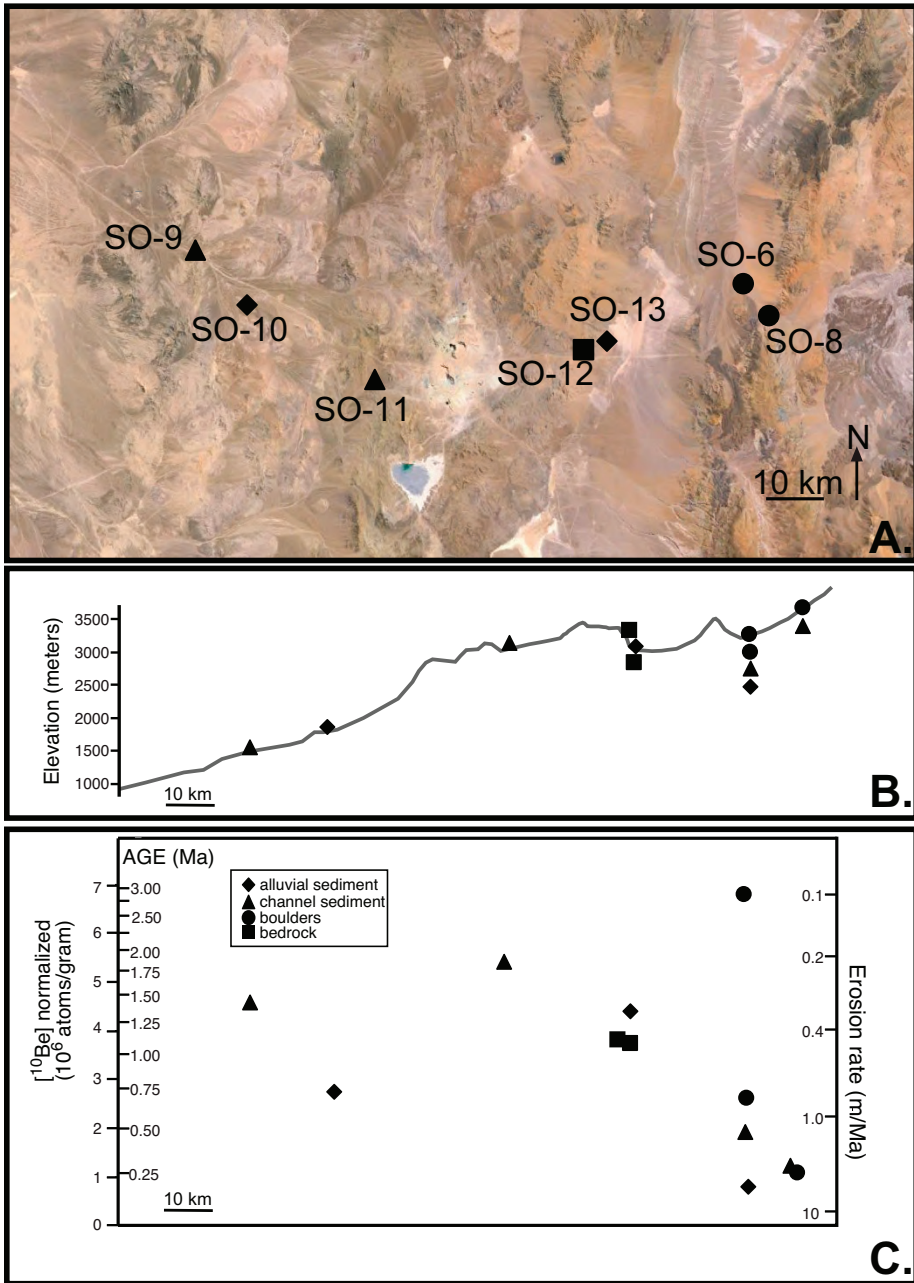 SO-9
SO-6
SO-10
SO-13
SO-8
SO-12
SO-11
N
10 km
A.
Elevation (meters)
3500
3000
2500
2000
1500
1000
10 km
B.
AGE (Ma)
[¹⁰Be] normalized
(10⁶ atoms/gram)
7
6
5
4
3
2
1
0
3.00
2.50
2.00
1.75
1.50
1.25
1.00
0.75
0.50
0.25
alluvial sediment
channel sediment
boulders
bedrock
10 km
0.1
0.2
0.4
1.0
10
Erosion rate (m/Ma)
C.